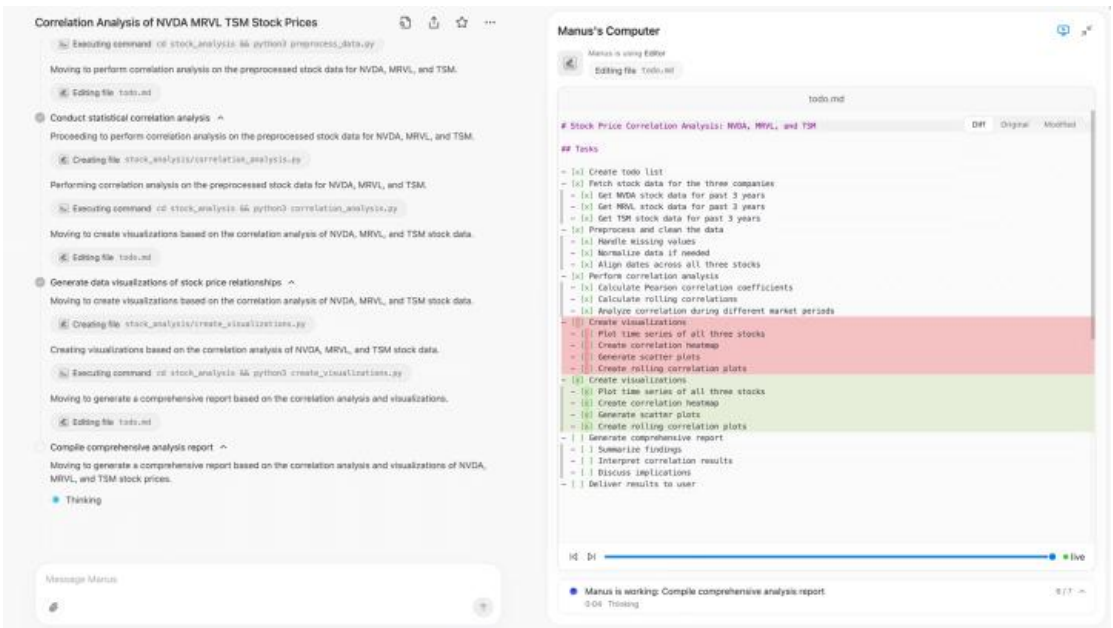 Correlation Analysis of NVDA MRVL TSM Stock Prices
Executing command cd stock_analysis && python3 preprocess_data.py
Moving to perform correlation analysis on the preprocessed stock data for NVDA, MRVL, and TSM.
Editing file todo.md
Conduct statistical correlation analysis
Proceeding to perform correlation analysis on the preprocessed stock data for NVDA, MRVL, and TSM.
Creating file stock_analysis/correlation_analysis.py
Performing correlation analysis on the preprocessed stock data for NVDA, MRVL, and TSM.
Executing command cd stock_analysis && python3 correlation_analysis.py
Moving to create visualizations based on the correlation analysis of NVDA, MRVL, and TSM stock data.
Editing file todo.md
Generate data visualizations of stock price relationships
Moving to create visualizations based on the correlation analysis of NVDA, MRVL, and TSM stock data.
Creating file stock_analysis/create_visualizations.py
Creating visualizations based on the correlation analysis of NVDA, MRVL, and TSM stock data.
Executing command cd stock_analysis && python3 create_visualizations.py
Moving to generate a comprehensive report based on the correlation analysis and visualizations.
Editing file todo.md
Compile comprehensive analysis report
Moving to generate a comprehensive report based on the correlation analysis and visualizations of NVDA,
MRVL, and TSM stock prices.
Thinking
Message Manus
Manus's Computer
Manus is using Editor
Editing file todo.md
todo.md
Diff Original Modified
# Stock Price Correlation Analysis: NVDA, MRVL, and TSM
## Tasks
- [x] Create todo list
- [x] Fetch stock data for the three companies
- [x] Get NVDA stock data for past 3 years
- [x] Get MRVL stock data for past 3 years
- [x] Get TSM stock data for past 3 years
- [x] Preprocess and clean the data
- [x] Handle missing values
- [x] Normalize data if needed
- [x] Align dates across all three stocks
- [x] Perform correlation analysis
- [x] Calculate Pearson correlation coefficients
- [x] Calculate rolling correlations
- [x] Analyze correlation during different market periods
- [ ] Create visualizations
- [ ] Plot time series of all three stocks
- [ ] Create correlation heatmap
- [ ] Generate scatter plots
- [ ] Create rolling correlation plots
- [x] Create visualizations
- [x] Plot time series of all three stocks
- [x] Create correlation heatmap
- [x] Generate scatter plots
- [x] Create rolling correlation plots
- [ ] Generate comprehensive report
- [ ] Summarize findings
- [ ] Interpret correlation results
- [ ] Discuss implications
- [ ] Deliver results to user
live
Manus is working: Compile comprehensive analysis report
0:04 Thinking